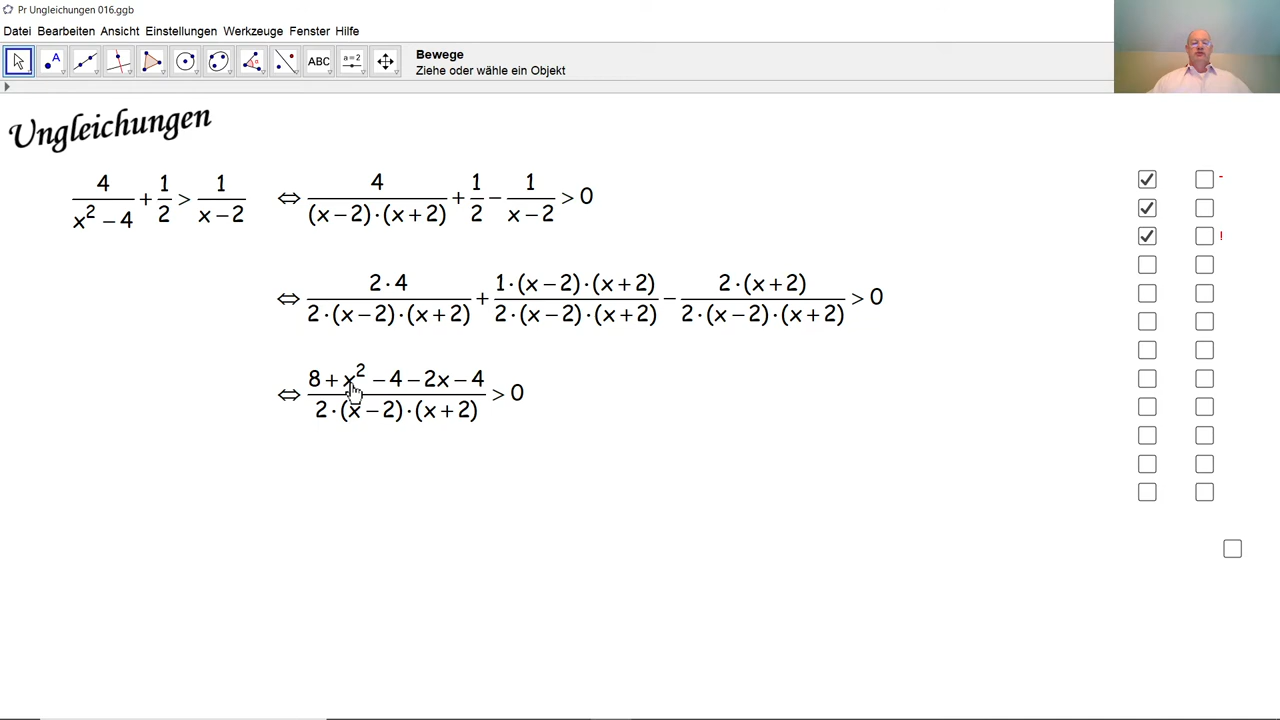 Pr Ungleichungen 016.ggb
Datei Bearbeiten Ansicht Einstellungen Werkzeuge Fenster Hilfe
A ABC a=2 Bewege
Ziehe oder wähle ein Objekt
Ungleichungen
4/(x² − 4) + 1/2 > 1/(x − 2) ⇔ 4/((x − 2)·(x + 2)) + 1/2 − 1/(x − 2) > 0
⇔ (2·4)/(2·(x − 2)·(x + 2)) + (1·(x − 2)·(x + 2))/(2·(x − 2)·(x + 2)) − (2·(x + 2))/(2·(x − 2)·(x + 2)) > 0
⇔ (8 + x² − 4 − 2x − 4)/(2·(x − 2)·(x + 2)) > 0
-
!